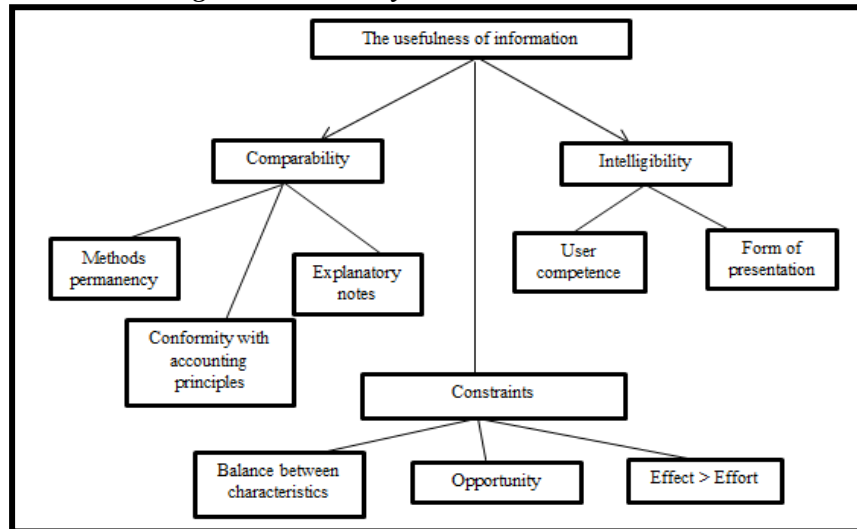 The usefulness of information
Comparability
Intelligibility
Methods
permanency
Explanatory
notes
User
competence
Form of
presentation
Conformity with
accounting
principles
Constraints
Balance between
characteristics
Opportunity
Effect > Effort